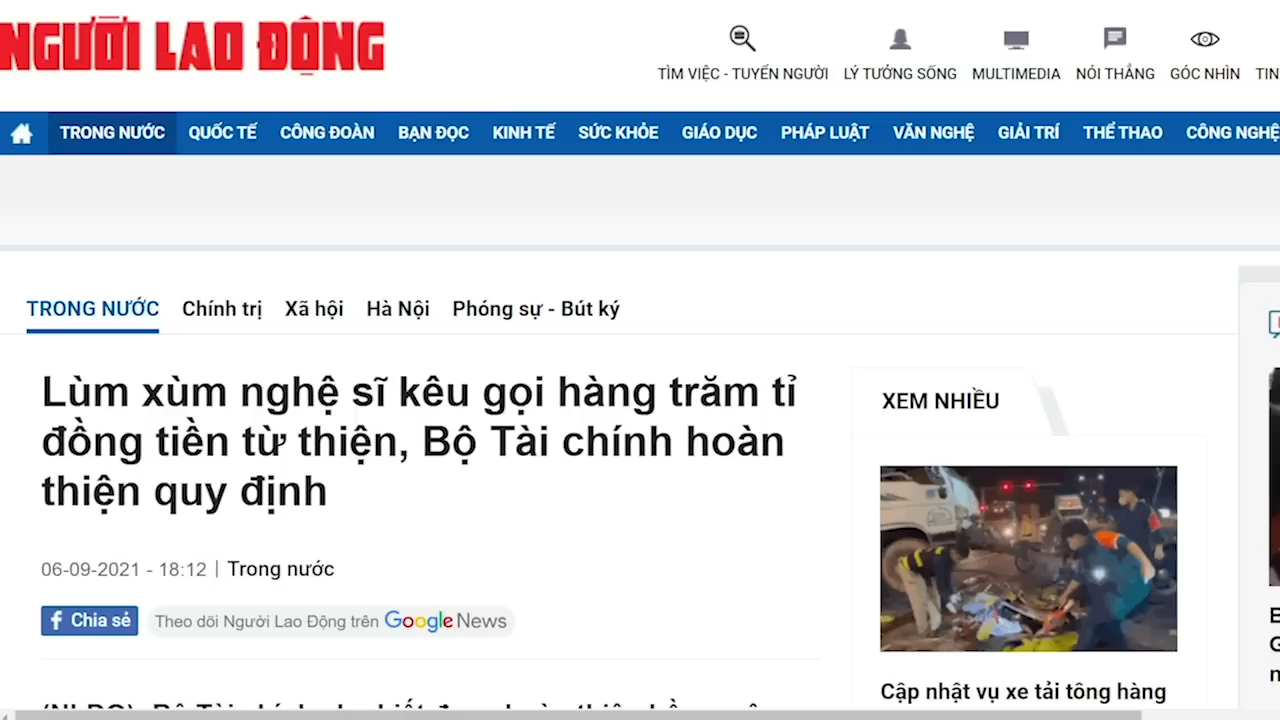 NGƯỜI LAO ĐỘNG
TÌM VIỆC - TUYỂN NGƯỜI LÝ TƯỞNG SỐNG MULTIMEDIA NÓI THẲNG GÓC NHÌN TIN
TRONG NƯỚC QUỐC TẾ CÔNG ĐOÀN BẠN ĐỌC KINH TẾ SỨC KHỎE GIÁO DỤC PHÁP LUẬT VĂN NGHỆ GIẢI TRÍ THỂ THAO CÔNG NGHỆ
TRONG NƯỚC Chính trị Xã hội Hà Nội Phóng sự - Bút ký
Lùm xùm nghệ sĩ kêu gọi hàng trăm tỉ
đồng tiền từ thiện, Bộ Tài chính hoàn
thiện quy định
06-09-2021 - 18:12 | Trong nước
f Chia sẻ Theo dõi Người Lao Động trên Google News
XEM NHIỀU
Cập nhật vụ xe tải tông hàng